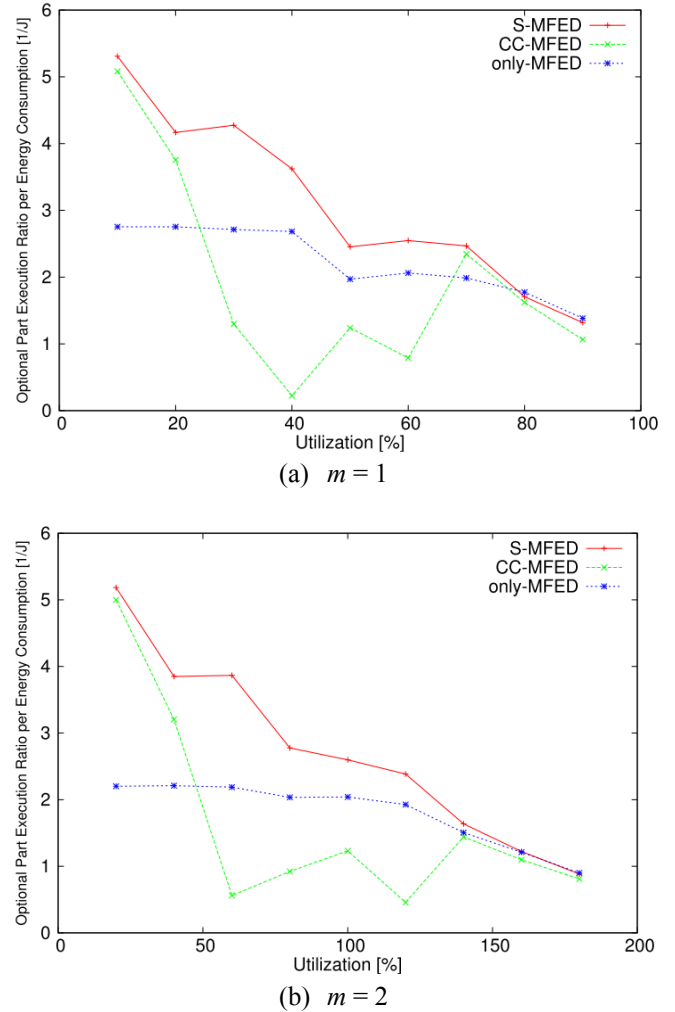 6
5
4
3
2
1
0
Optional Part Execution Ratio per Energy Consumption [1/J]
S-MFED
CC-MFED
only-MFED
0 20 40 60 80 100
Utilization [%]
(a) m = 1
6
5
4
3
2
1
0
Optional Part Execution Ratio per Energy Consumption [1/J]
S-MFED
CC-MFED
only-MFED
0 50 100 150 200
Utilization [%]
(b) m = 2